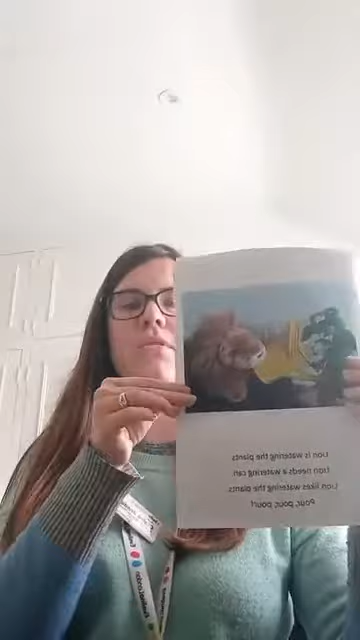 Lion is watering the plants
Lion needs a watering can
Lion likes watering the plants
Pour, pour, pour!